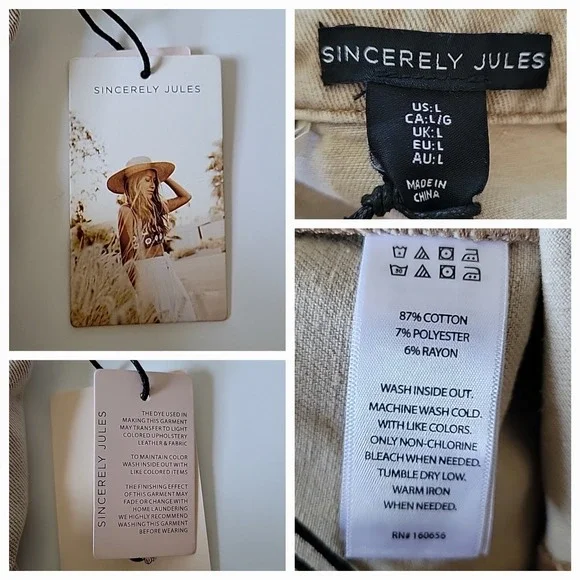 SINCERELY JULES
SINCERELY JULES
US:L
CA:L/G
UK:L
EU:L
AU:L
MADE IN
CHINA
SINCERELY JULES
THE DYE USED IN
MAKING THIS GARMENT
MAY TRANSFER TO LIGHT
COLORED UPHOLSTERY
LEATHER & FABRIC
TO MAINTAIN COLOR
WASH INSIDE OUT WITH
LIKE COLORED ITEMS
THE FINISHING EFFECT
OF THIS GARMENT MAY
FADE OR CHANGE WITH
HOME LAUNDERING
WE HIGHLY RECOMMEND
WASHING THIS GARMENT
BEFORE WEARING
87% COTTON
7% POLYESTER
6% RAYON
WASH INSIDE OUT.
MACHINE WASH COLD.
WITH LIKE COLORS.
ONLY NON-CHLORINE
BLEACH WHEN NEEDED.
TUMBLE DRY LOW.
WARM IRON
WHEN NEEDED.
RN# 160656